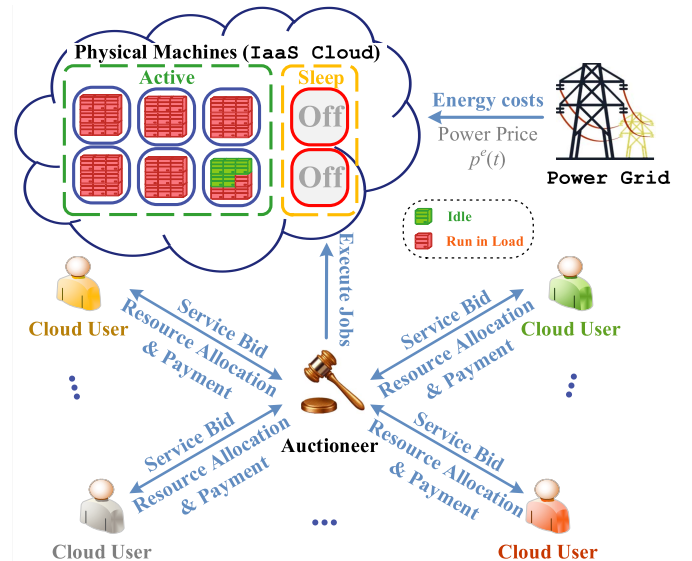 Physical Machines (IaaS Cloud)
Active
Sleep
Off
Off
Energy costs
Power Price
p^e(t)
Power Grid
Idle
Run in Load
Execute Jobs
Cloud User
Service Bid
Resource Allocation
& Payment
Service Bid
Resource Allocation
& Payment
Cloud User
Auctioneer
Service Bid
Resource Allocation
& Payment
Service Bid
Resource Allocation
& Payment
Cloud User
Cloud User